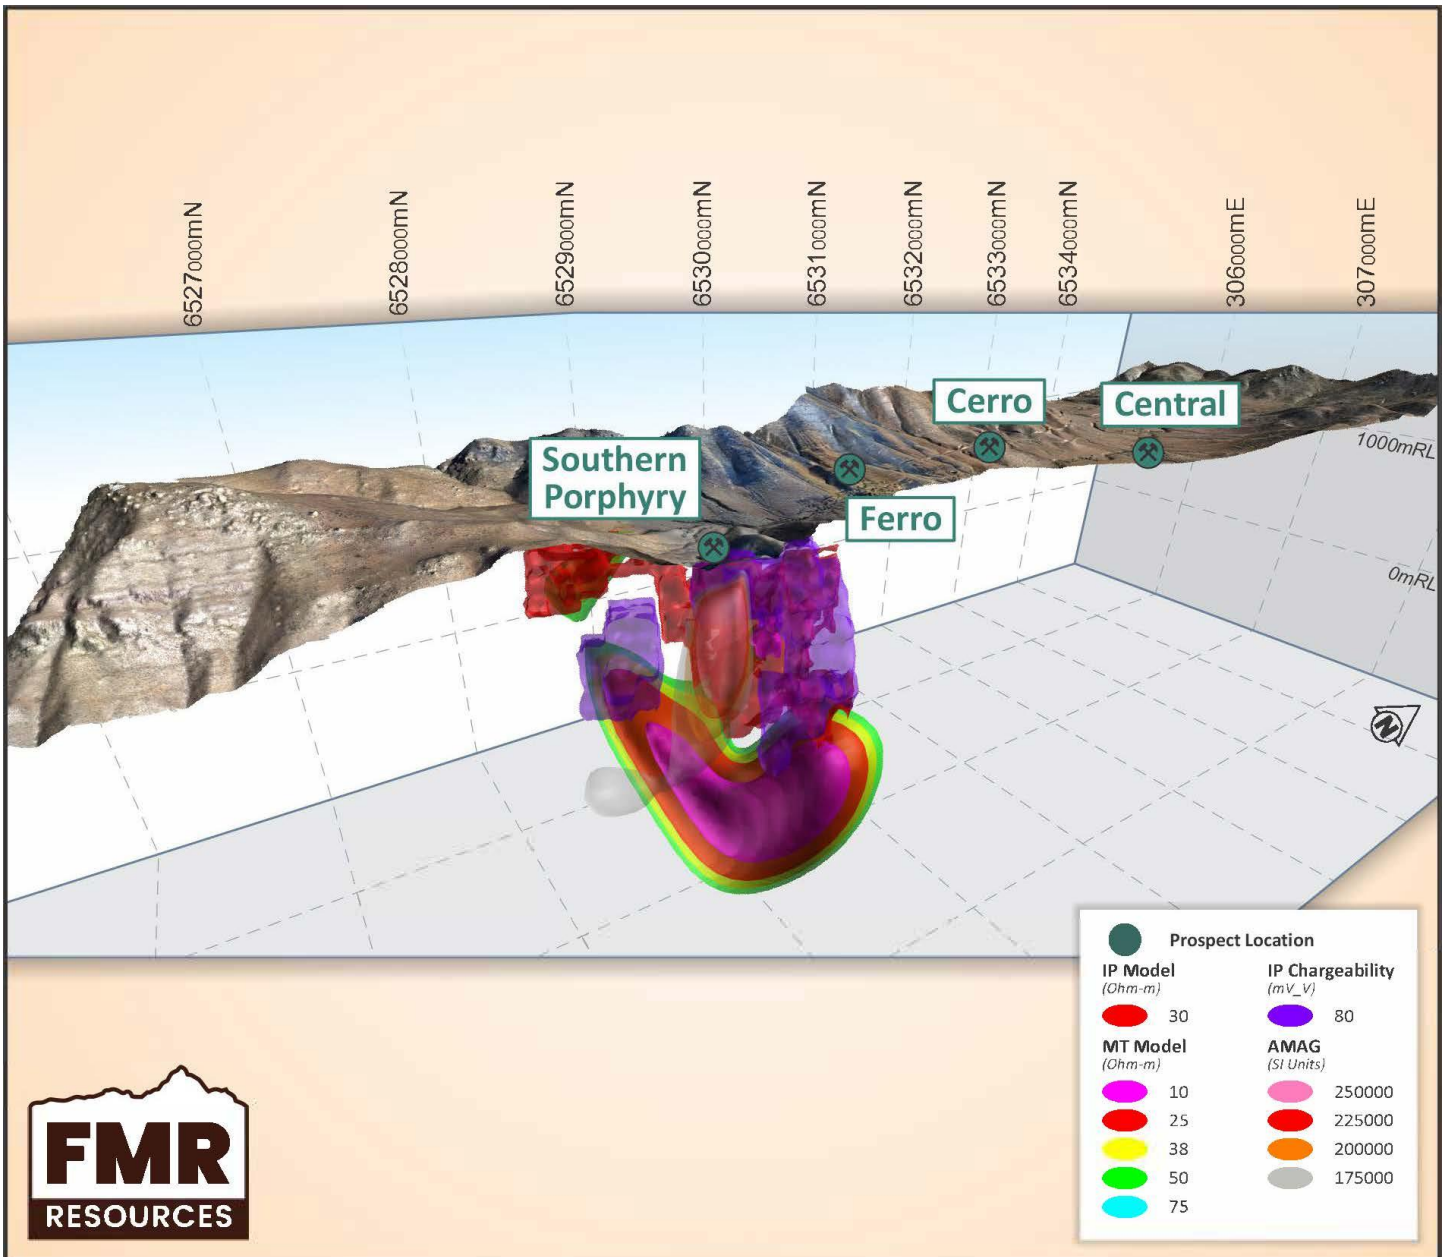 6527000mN
6528000mN
6529000mN
6530000mN
6531000mN
6532000mN
6533000mN
6534000mN
306000mE
307000mE
Cerro
Central
Southern
Porphyry
Ferro
1000mRL
0mRL
N
Prospect Location
IP Model
(Ohm-m)
30
IP Chargeability
(mV_V)
80
MT Model
(Ohm-m)
10
25
38
50
75
AMAG
(SI Units)
250000
225000
200000
175000
FMR
RESOURCES